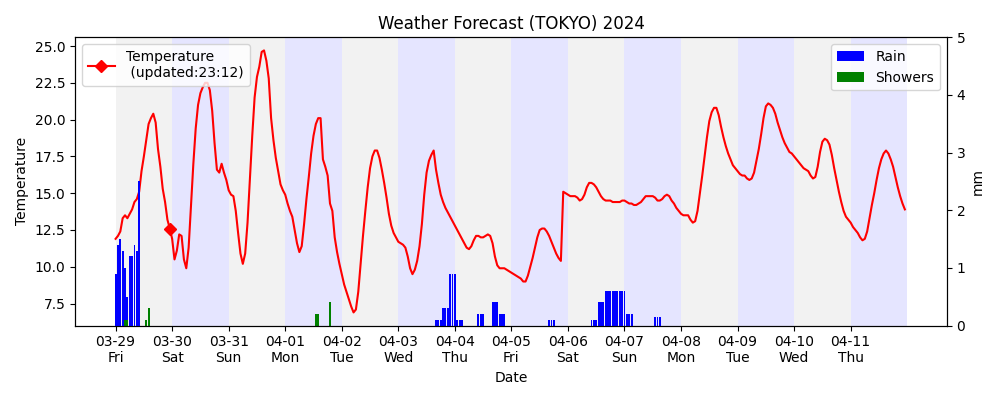 Weather Forecast (TOKYO) 2024
Temperature
(updated:23:12)
Rain
Showers
25.0
22.5
20.0
17.5
15.0
12.5
10.0
7.5
Temperature
5
4
3
2
1
0
mm
03-29 03-30 03-31 04-01 04-02 04-03 04-04 04-05 04-06 04-07 04-08 04-09 04-10 04-11
Fri Sat Sun Mon Tue Wed Thu Fri Sat Sun Mon Tue Wed Thu
Date